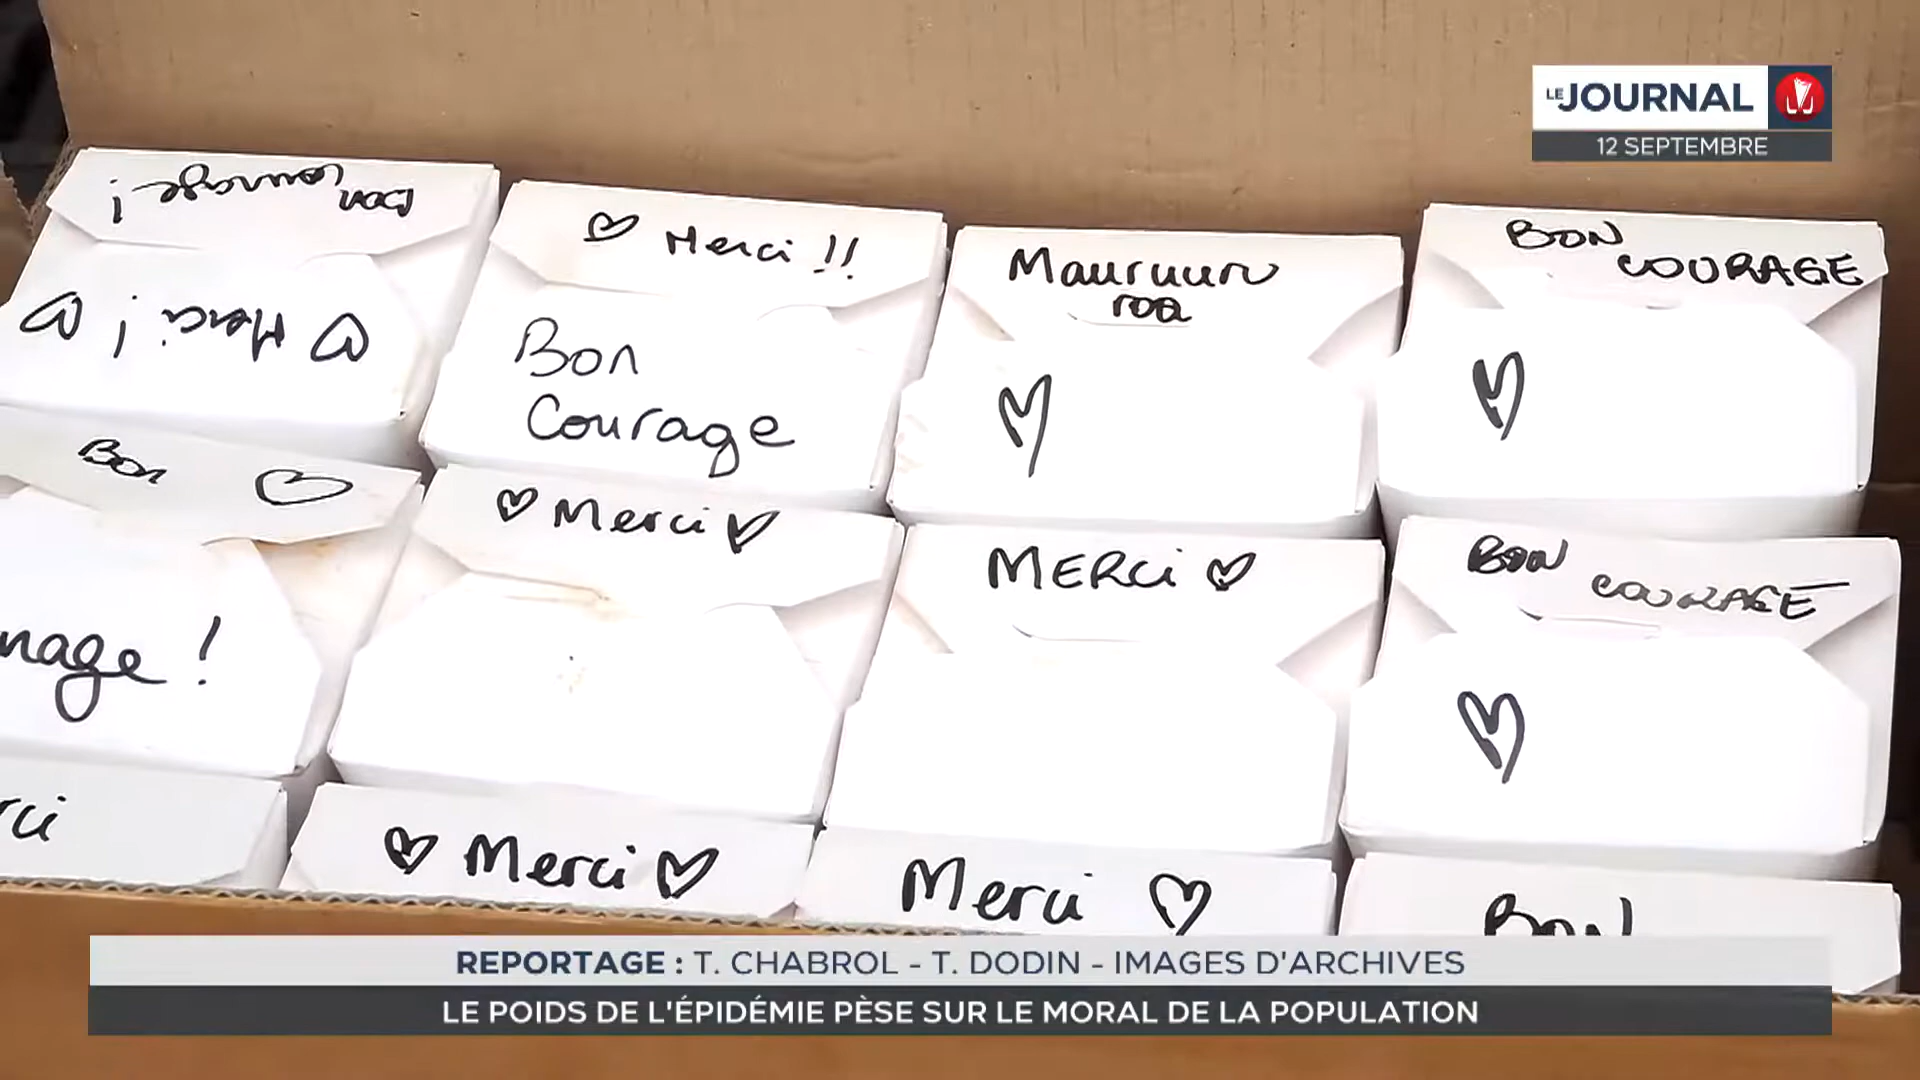 LE JOURNAL
12 SEPTEMBRE
Bon courage !
♡ Merci ! ♡
♡ Merci !!
Bon
Courage
Mauruuru
roa
♡
BON
COURAGE
♡
Bon ♡
♡ Merci ♡
MERCi ♡
BON
COURAGE
♡
♡ Merci ♡
Merci ♡
BON
REPORTAGE : T. CHABROL - T. DODIN - IMAGES D'ARCHIVES
LE POIDS DE L'ÉPIDÉMIE PÈSE SUR LE MORAL DE LA POPULATION